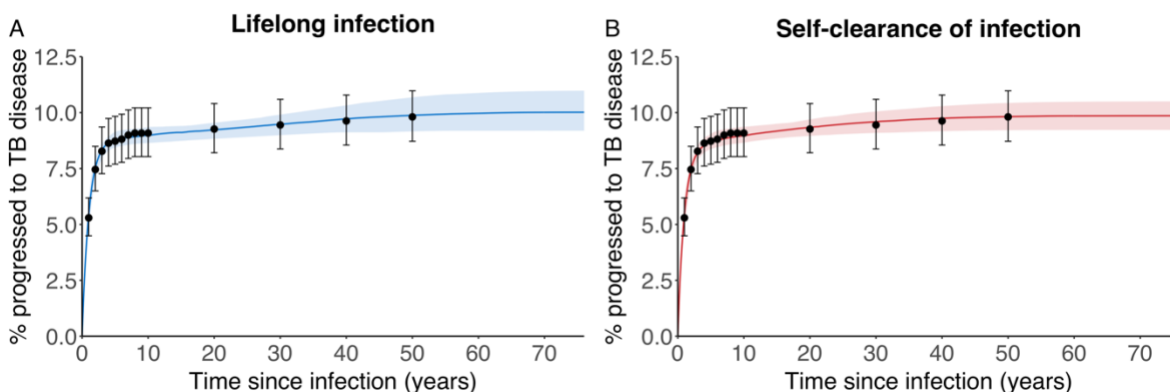 A
Lifelong infection
% progressed to TB disease
12.5
10.0
7.5
5.0
2.5
0.0
0 10 20 30 40 50 60 70
Time since infection (years)
B
Self-clearance of infection
% progressed to TB disease
12.5
10.0
7.5
5.0
2.5
0.0
0 10 20 30 40 50 60 70
Time since infection (years)